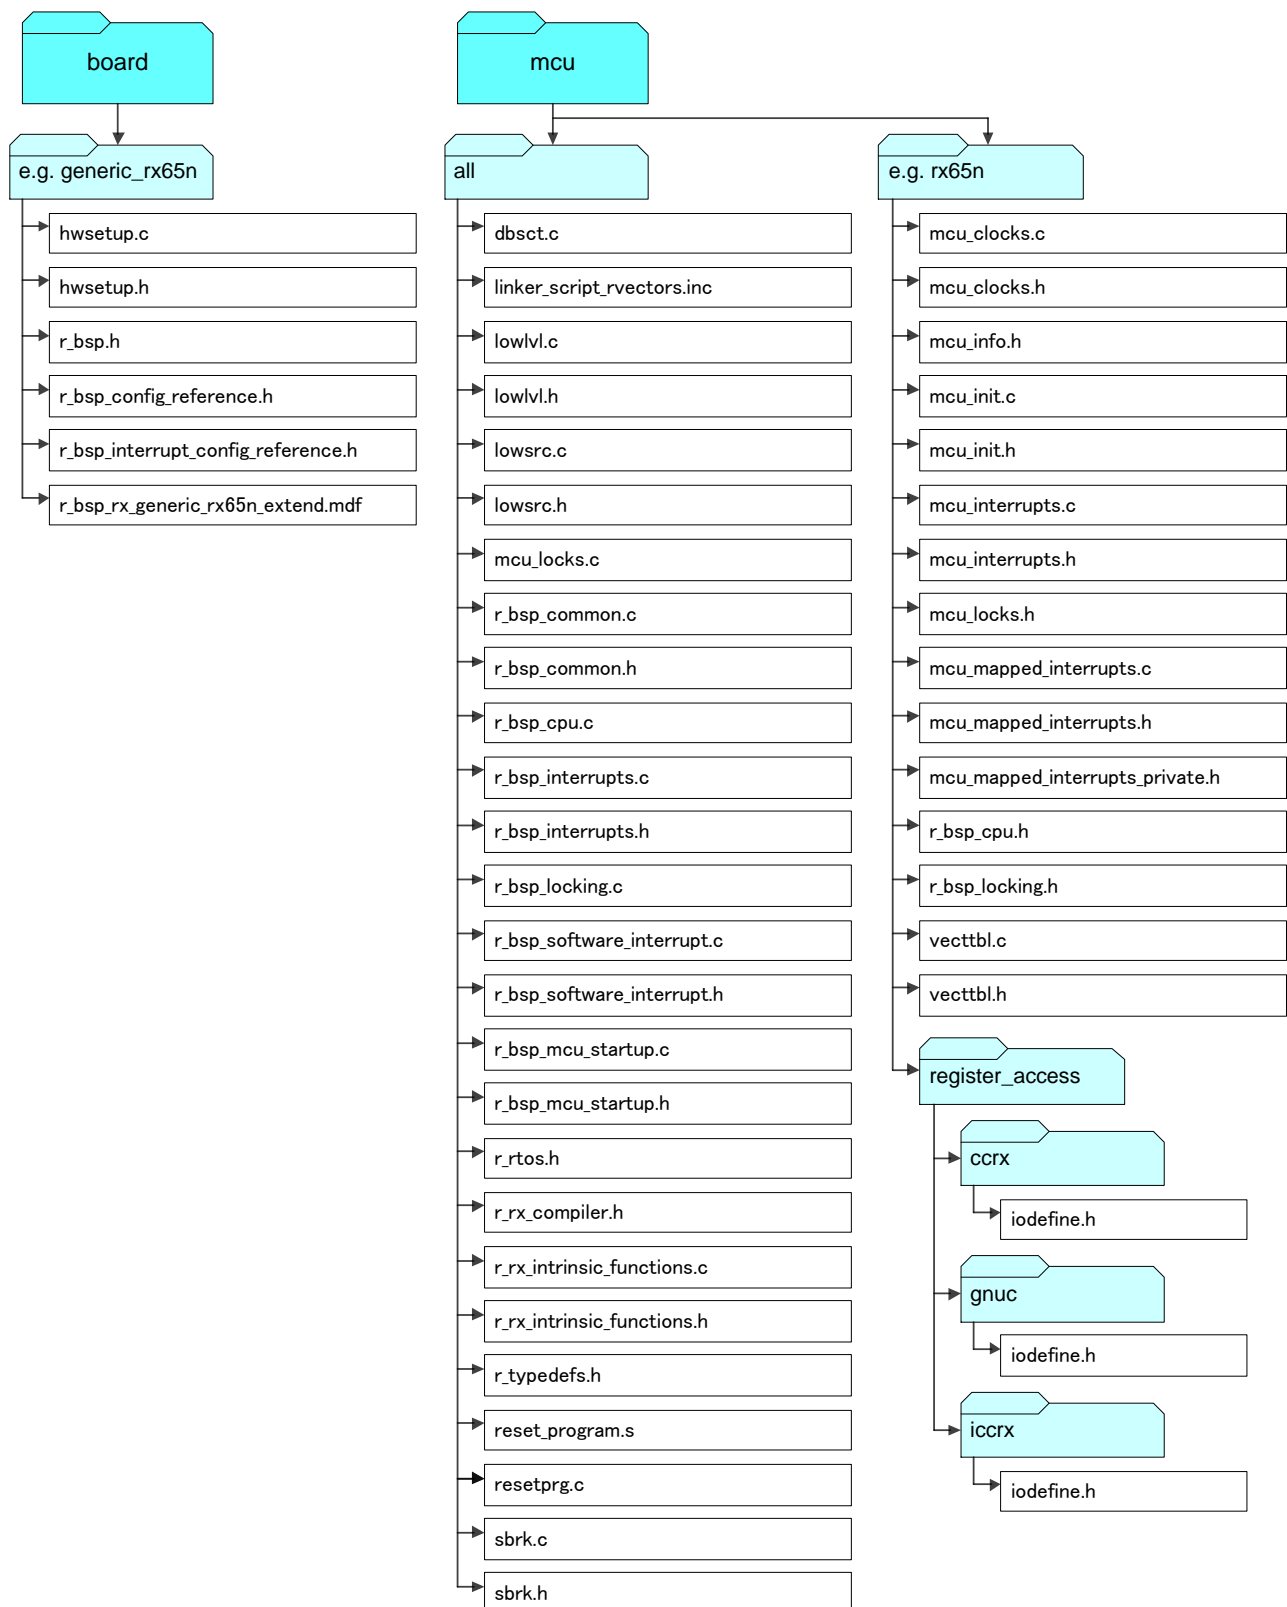 board
e.g. generic_rx65n
hwsetup.c
hwsetup.h
r_bsp.h
r_bsp_config_reference.h
r_bsp_interrupt_config_reference.h
r_bsp_rx_generic_rx65n_extend.mdf
mcu
all
dbsct.c
linker_script_rvectors.inc
lowlvl.c
lowlvl.h
lowsrc.c
lowsrc.h
mcu_locks.c
r_bsp_common.c
r_bsp_common.h
r_bsp_cpu.c
r_bsp_interrupts.c
r_bsp_interrupts.h
r_bsp_locking.c
r_bsp_software_interrupt.c
r_bsp_software_interrupt.h
r_bsp_mcu_startup.c
r_bsp_mcu_startup.h
r_rtos.h
r_rx_compiler.h
r_rx_intrinsic_functions.c
r_rx_intrinsic_functions.h
r_typedefs.h
reset_program.s
resetprg.c
sbrk.c
sbrk.h
e.g. rx65n
mcu_clocks.c
mcu_clocks.h
mcu_info.h
mcu_init.c
mcu_init.h
mcu_interrupts.c
mcu_interrupts.h
mcu_locks.h
mcu_mapped_interrupts.c
mcu_mapped_interrupts.h
mcu_mapped_interrupts_private.h
r_bsp_cpu.h
r_bsp_locking.h
vecttbl.c
vecttbl.h
register_access
ccrx
iodefine.h
gnuc
iodefine.h
iccrx
iodefine.h